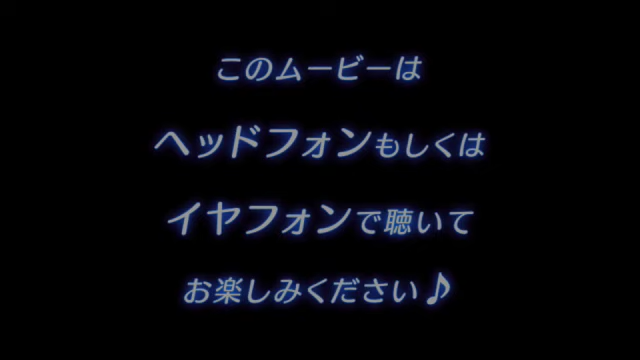 このムービーは
ヘッドフォンもしくは
イヤフォンで聴いて
お楽しみください♪